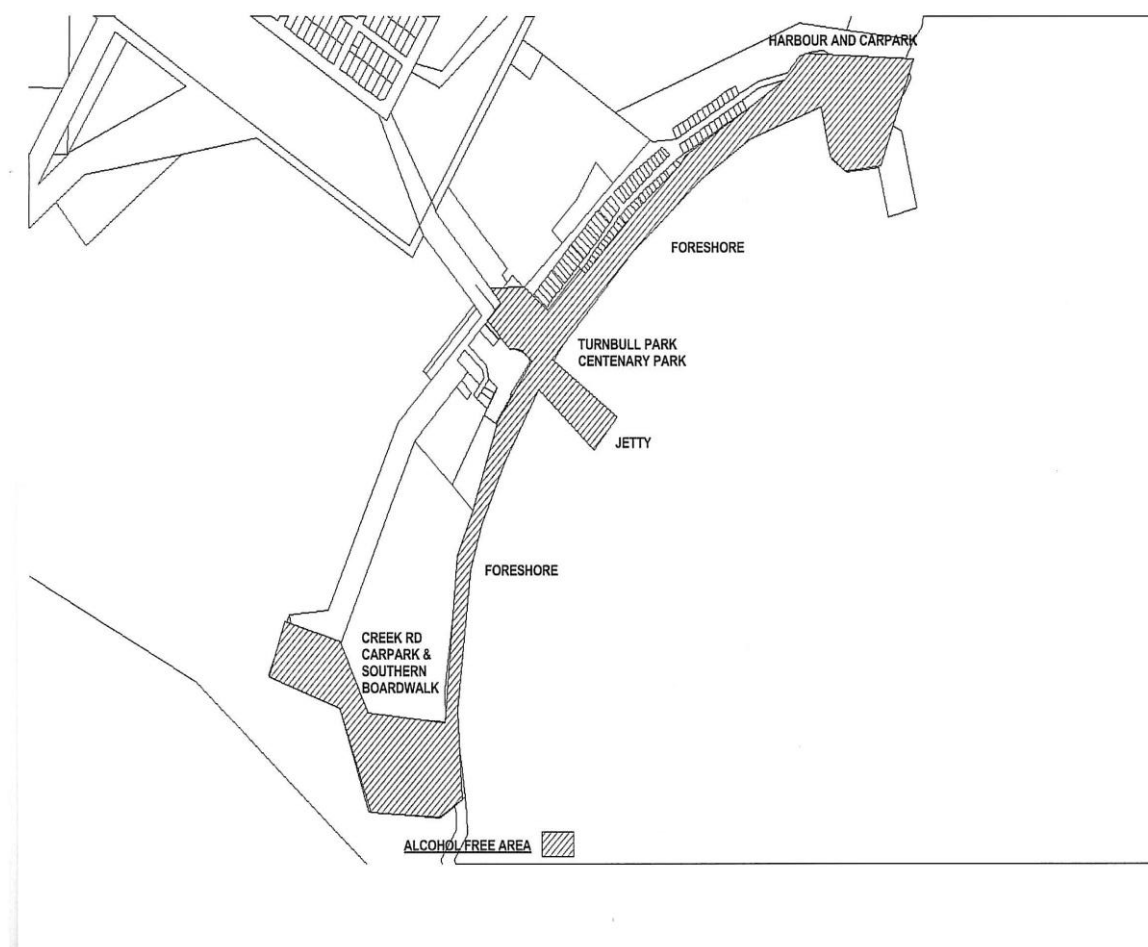 HARBOUR AND CARPARK
FORESHORE
TURNBULL PARK
CENTENARY PARK
JETTY
FORESHORE
CREEK RD
CARPARK &
SOUTHERN
BOARDWALK
ALCOHOL FREE AREA